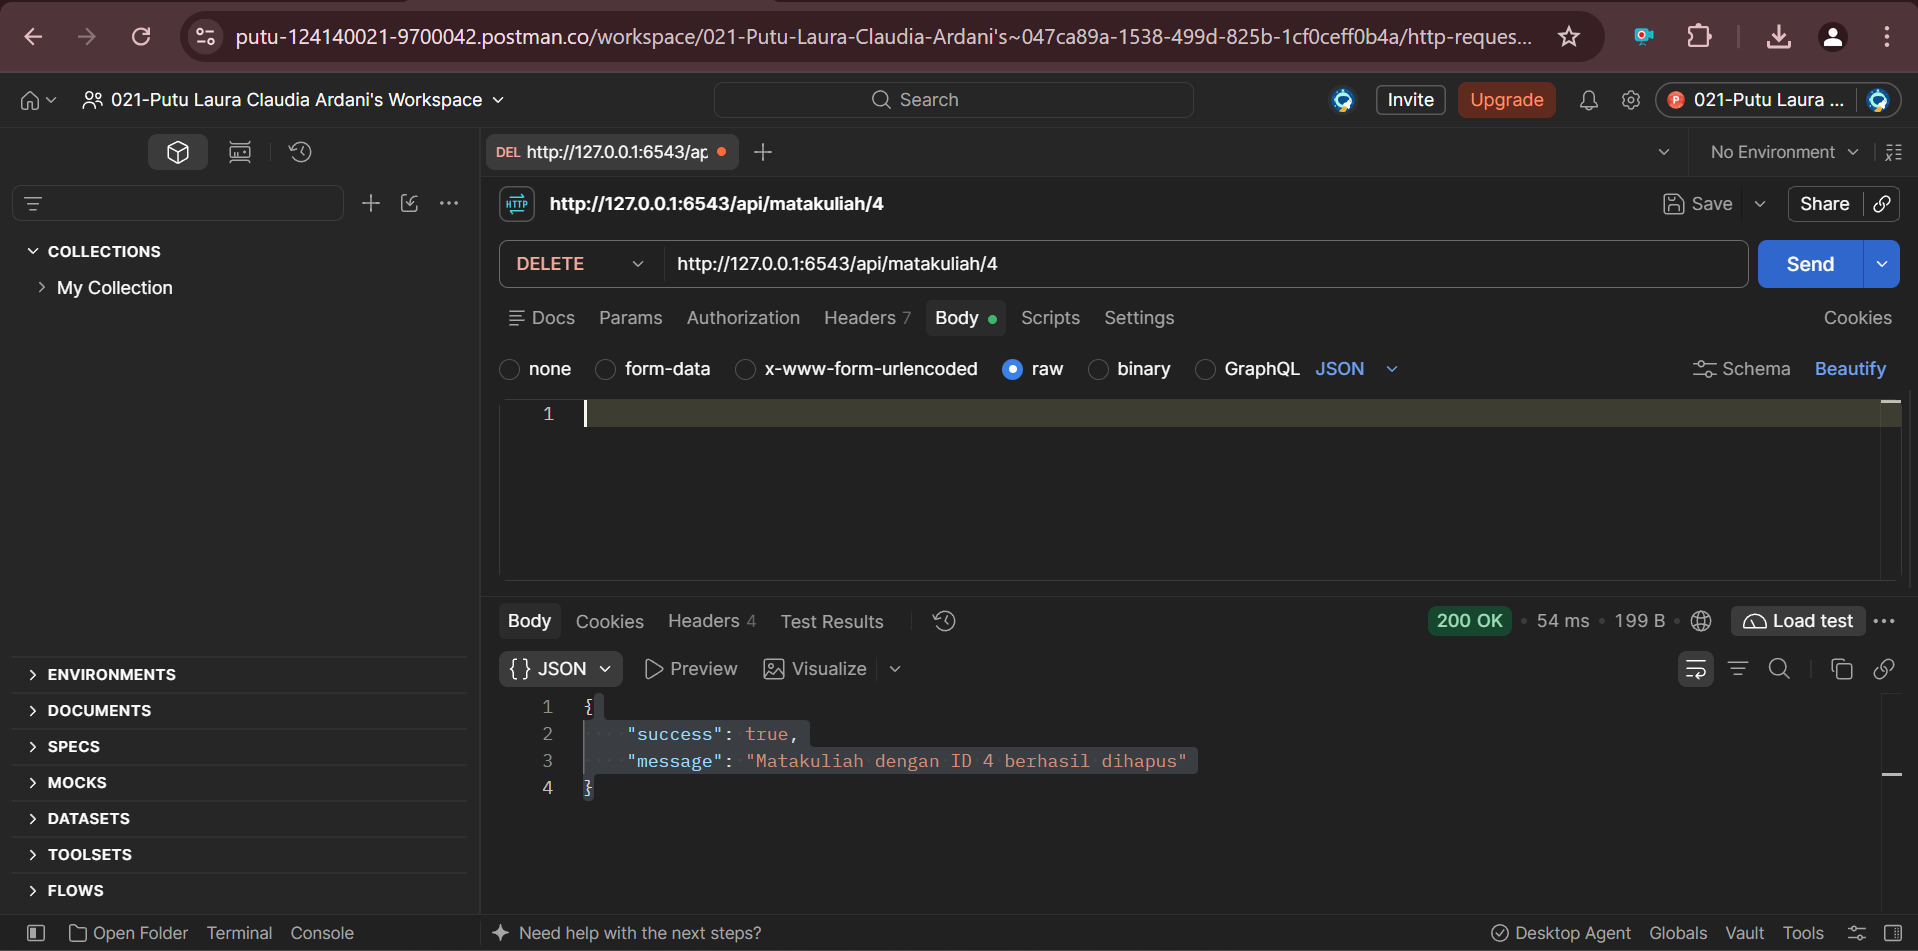 putu-124140021-9700042.postman.co/workspace/021-Putu-Laura-Claudia-Ardani's~047ca89a-1538-499d-825b-1cf0ceff0b4a/http-reques...
021-Putu Laura Claudia Ardani's Workspace
Search
Invite
Upgrade
P
021-Putu Laura ...
DEL http://127.0.0.1:6543/ap
No Environment
HTTP
http://127.0.0.1:6543/api/matakuliah/4
Save
Share
COLLECTIONS
My Collection
DELETE
http://127.0.0.1:6543/api/matakuliah/4
Send
Docs
Params
Authorization
Headers 7
Body
Scripts
Settings
Cookies
none
form-data
x-www-form-urlencoded
raw
binary
GraphQL
JSON
Schema
Beautify
1
Body
Cookies
Headers 4
Test Results
200 OK
54 ms
199 B
Load test
{} JSON
Preview
Visualize
1 {
2 "success": true,
3 "message": "Matakuliah dengan ID 4 berhasil dihapus"
4 }
ENVIRONMENTS
DOCUMENTS
SPECS
MOCKS
DATASETS
TOOLSETS
FLOWS
Open Folder
Terminal
Console
Need help with the next steps?
Desktop Agent
Globals
Vault
Tools